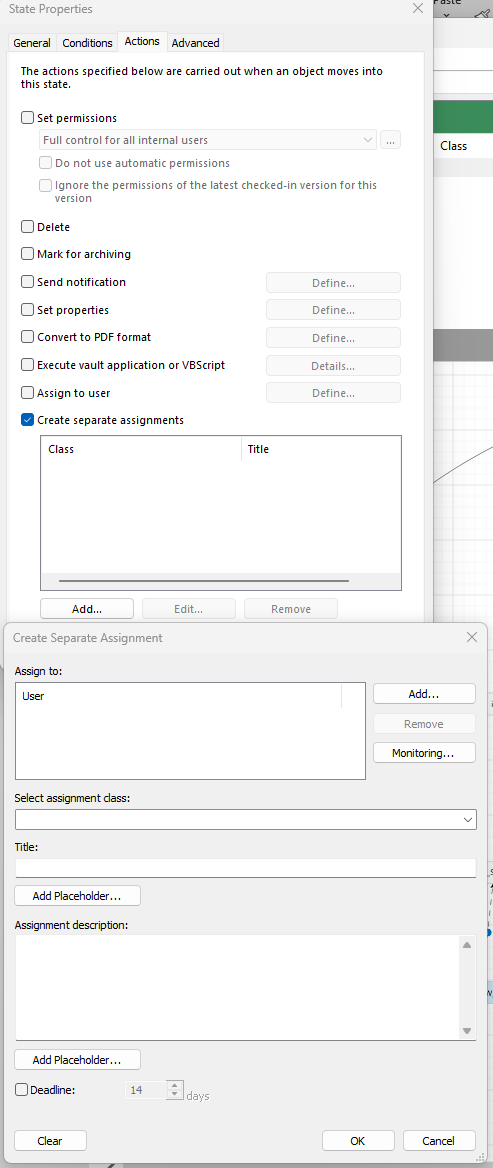 State Properties
Paste
General
Conditions
Actions
Advanced
The actions specified below are carried out when an object moves into
this state.
Set permissions
Class
Full control for all internal users
...
Do not use automatic permissions
Ignore the permissions of the latest checked-in version for this
version
Delete
Mark for archiving
Send notification
Define...
Set properties
Define...
Convert to PDF format
Define...
Execute vault application or VBScript
Details...
Assign to user
Define...
Create separate assignments
Class
Title
Add...
Edit...
Remove
Create Separate Assignment
Assign to:
User
Add...
Remove
Monitoring...
Select assignment class:
Title:
Add Placeholder...
Assignment description:
Add Placeholder...
Deadline:
14
days
Clear
OK
Cancel